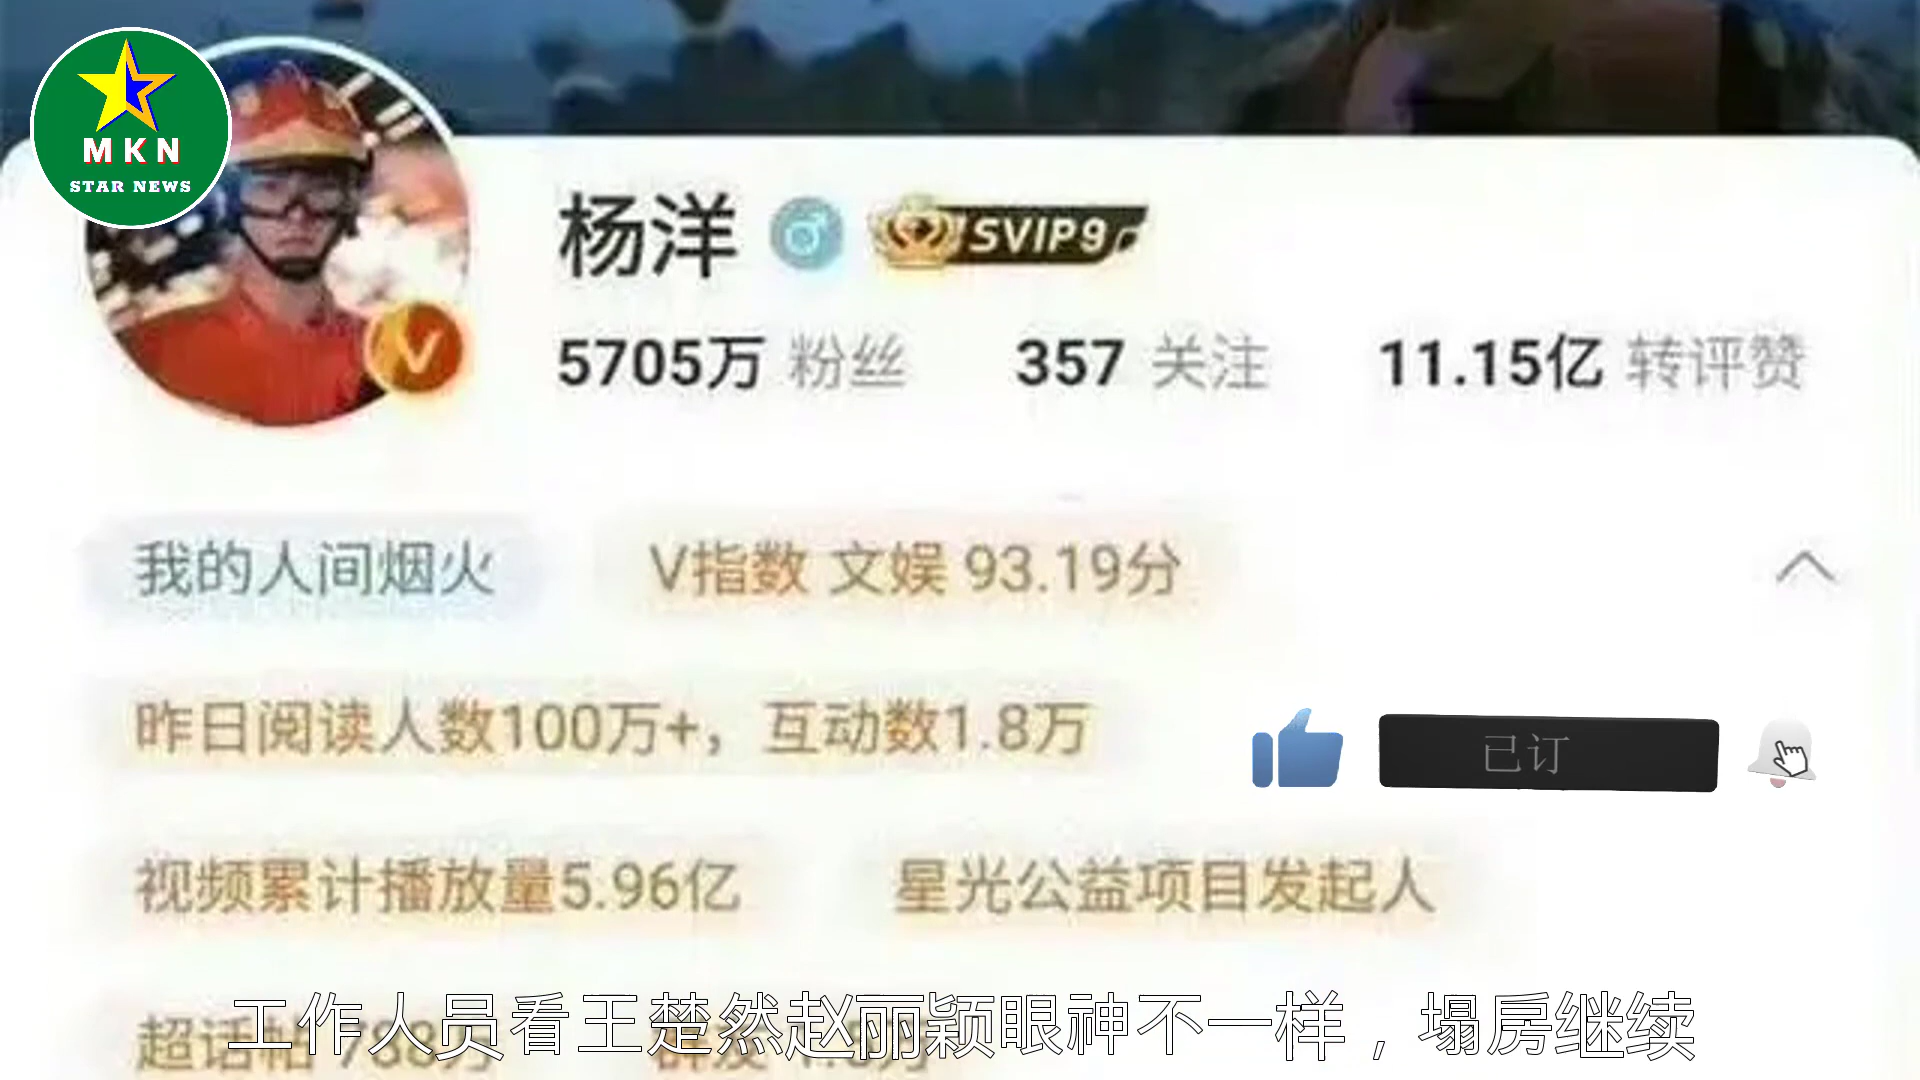 MKN
STAR NEWS
杨洋 SVIP9
5705万 粉丝 357 关注 11.15亿 转评赞
我的人间烟火 V指数 文娱 93.19分
昨日阅读人数100万+，互动数1.8万
已订
视频累计播放量5.96亿 星光公益项目发起人
超话帖
工作人员看王楚然赵丽颖眼神不一样，塌房继续